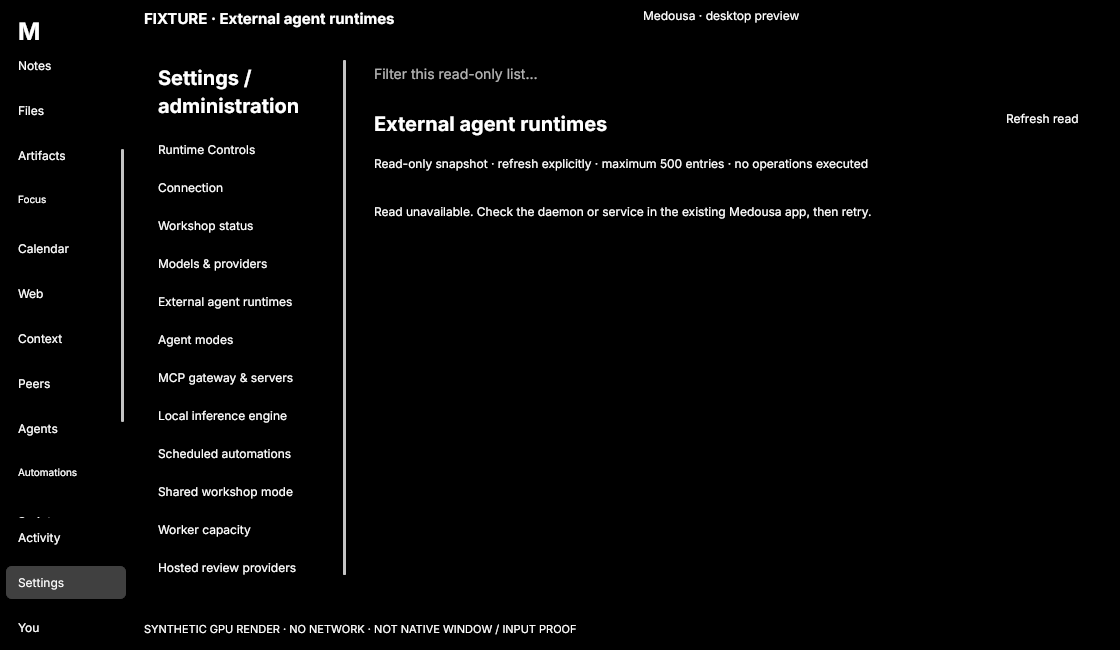 M
Notes
Files
Artifacts
Focus
Calendar
Web
Context
Peers
Agents
Automations
Activity
Settings
You
FIXTURE · External agent runtimes
Medousa · desktop preview
Settings /
administration
Runtime Controls
Connection
Workshop status
Models & providers
External agent runtimes
Agent modes
MCP gateway & servers
Local inference engine
Scheduled automations
Shared workshop mode
Worker capacity
Hosted review providers
Filter this read-only list...
External agent runtimes
Refresh read
Read-only snapshot · refresh explicitly · maximum 500 entries · no operations executed
Read unavailable. Check the daemon or service in the existing Medousa app, then retry.
SYNTHETIC GPU RENDER · NO NETWORK · NOT NATIVE WINDOW / INPUT PROOF